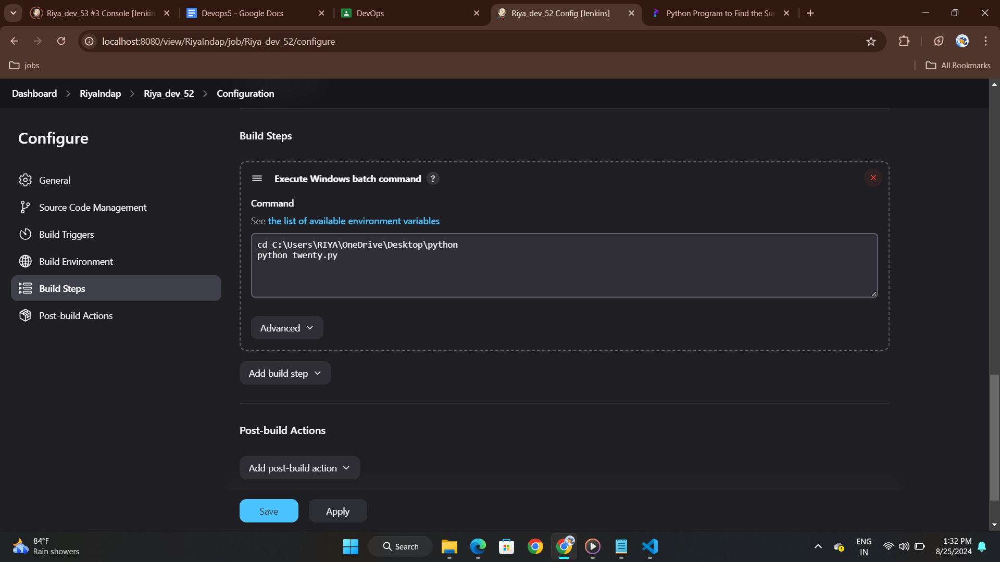 Riya_dev_53 #3 Console [Jenkin
Devops5 - Google Docs
DevOps
Riya_dev_52 Config [Jenkins]
Python Program to Find the Sur
localhost:8080/view/RiyaIndap/job/Riya_dev_52/configure
jobs
All Bookmarks
Dashboard
RiyaIndap
Riya_dev_52
Configuration
Configure
General
Source Code Management
Build Triggers
Build Environment
Build Steps
Post-build Actions
Build Steps
Execute Windows batch command ?
Command
See the list of available environment variables
cd C:\Users\RIYA\OneDrive\Desktop\python
python twenty.py
Advanced
Add build step
Post-build Actions
Add post-build action
Save
Apply
84°F
Rain showers
Search
ENG
IN
1:32 PM
8/25/2024